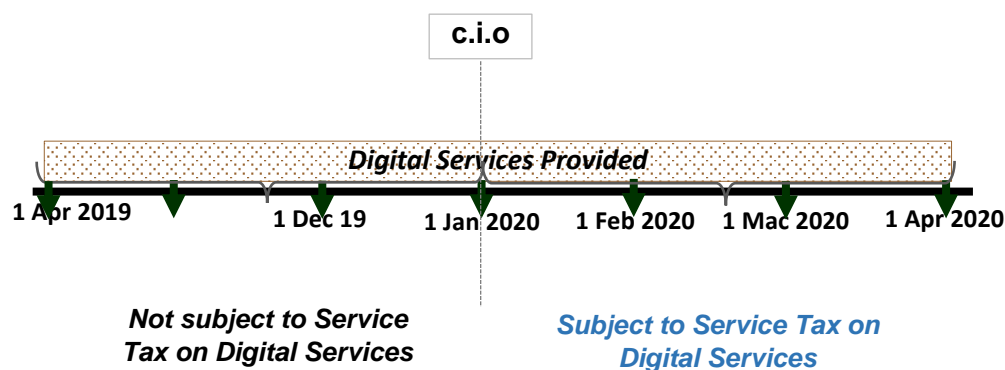 c.i.o
Digital Services Provided
1 Apr 2019
1 Dec 19
1 Jan 2020
1 Feb 2020
1 Mac 2020
1 Apr 2020
Not subject to Service
Tax on Digital Services
Subject to Service Tax on
Digital Services